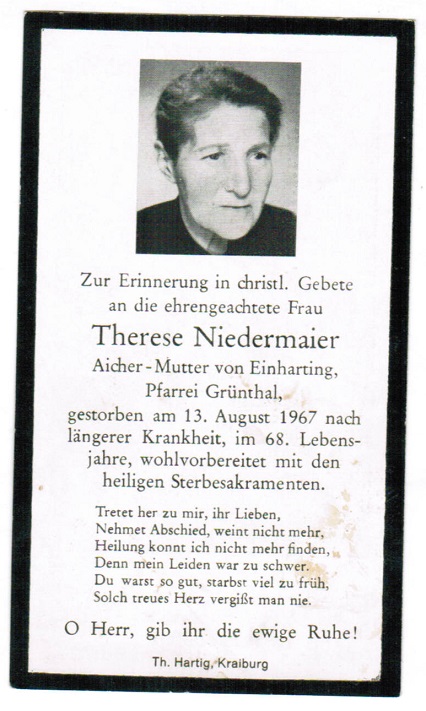 Zur Erinnerung in christl. Gebete
an die ehrengeachtete Frau
Therese Niedermaier
Aicher-Mutter von Einharting,
Pfarrei Grünthal,
gestorben am 13. August 1967 nach
längerer Krankheit, im 68. Lebens-
jahre, wohlvorbereitet mit den
heiligen Sterbesakramenten.
Tretet her zu mir, ihr Lieben,
Nehmet Abschied, weint nicht mehr,
Heilung konnt ich nicht mehr finden,
Denn mein Leiden war zu schwer.
Du warst so gut, starbst viel zu früh,
Solch treues Herz vergißt man nie.
O Herr, gib ihr die ewige Ruhe!
Th. Hartig, Kraiburg